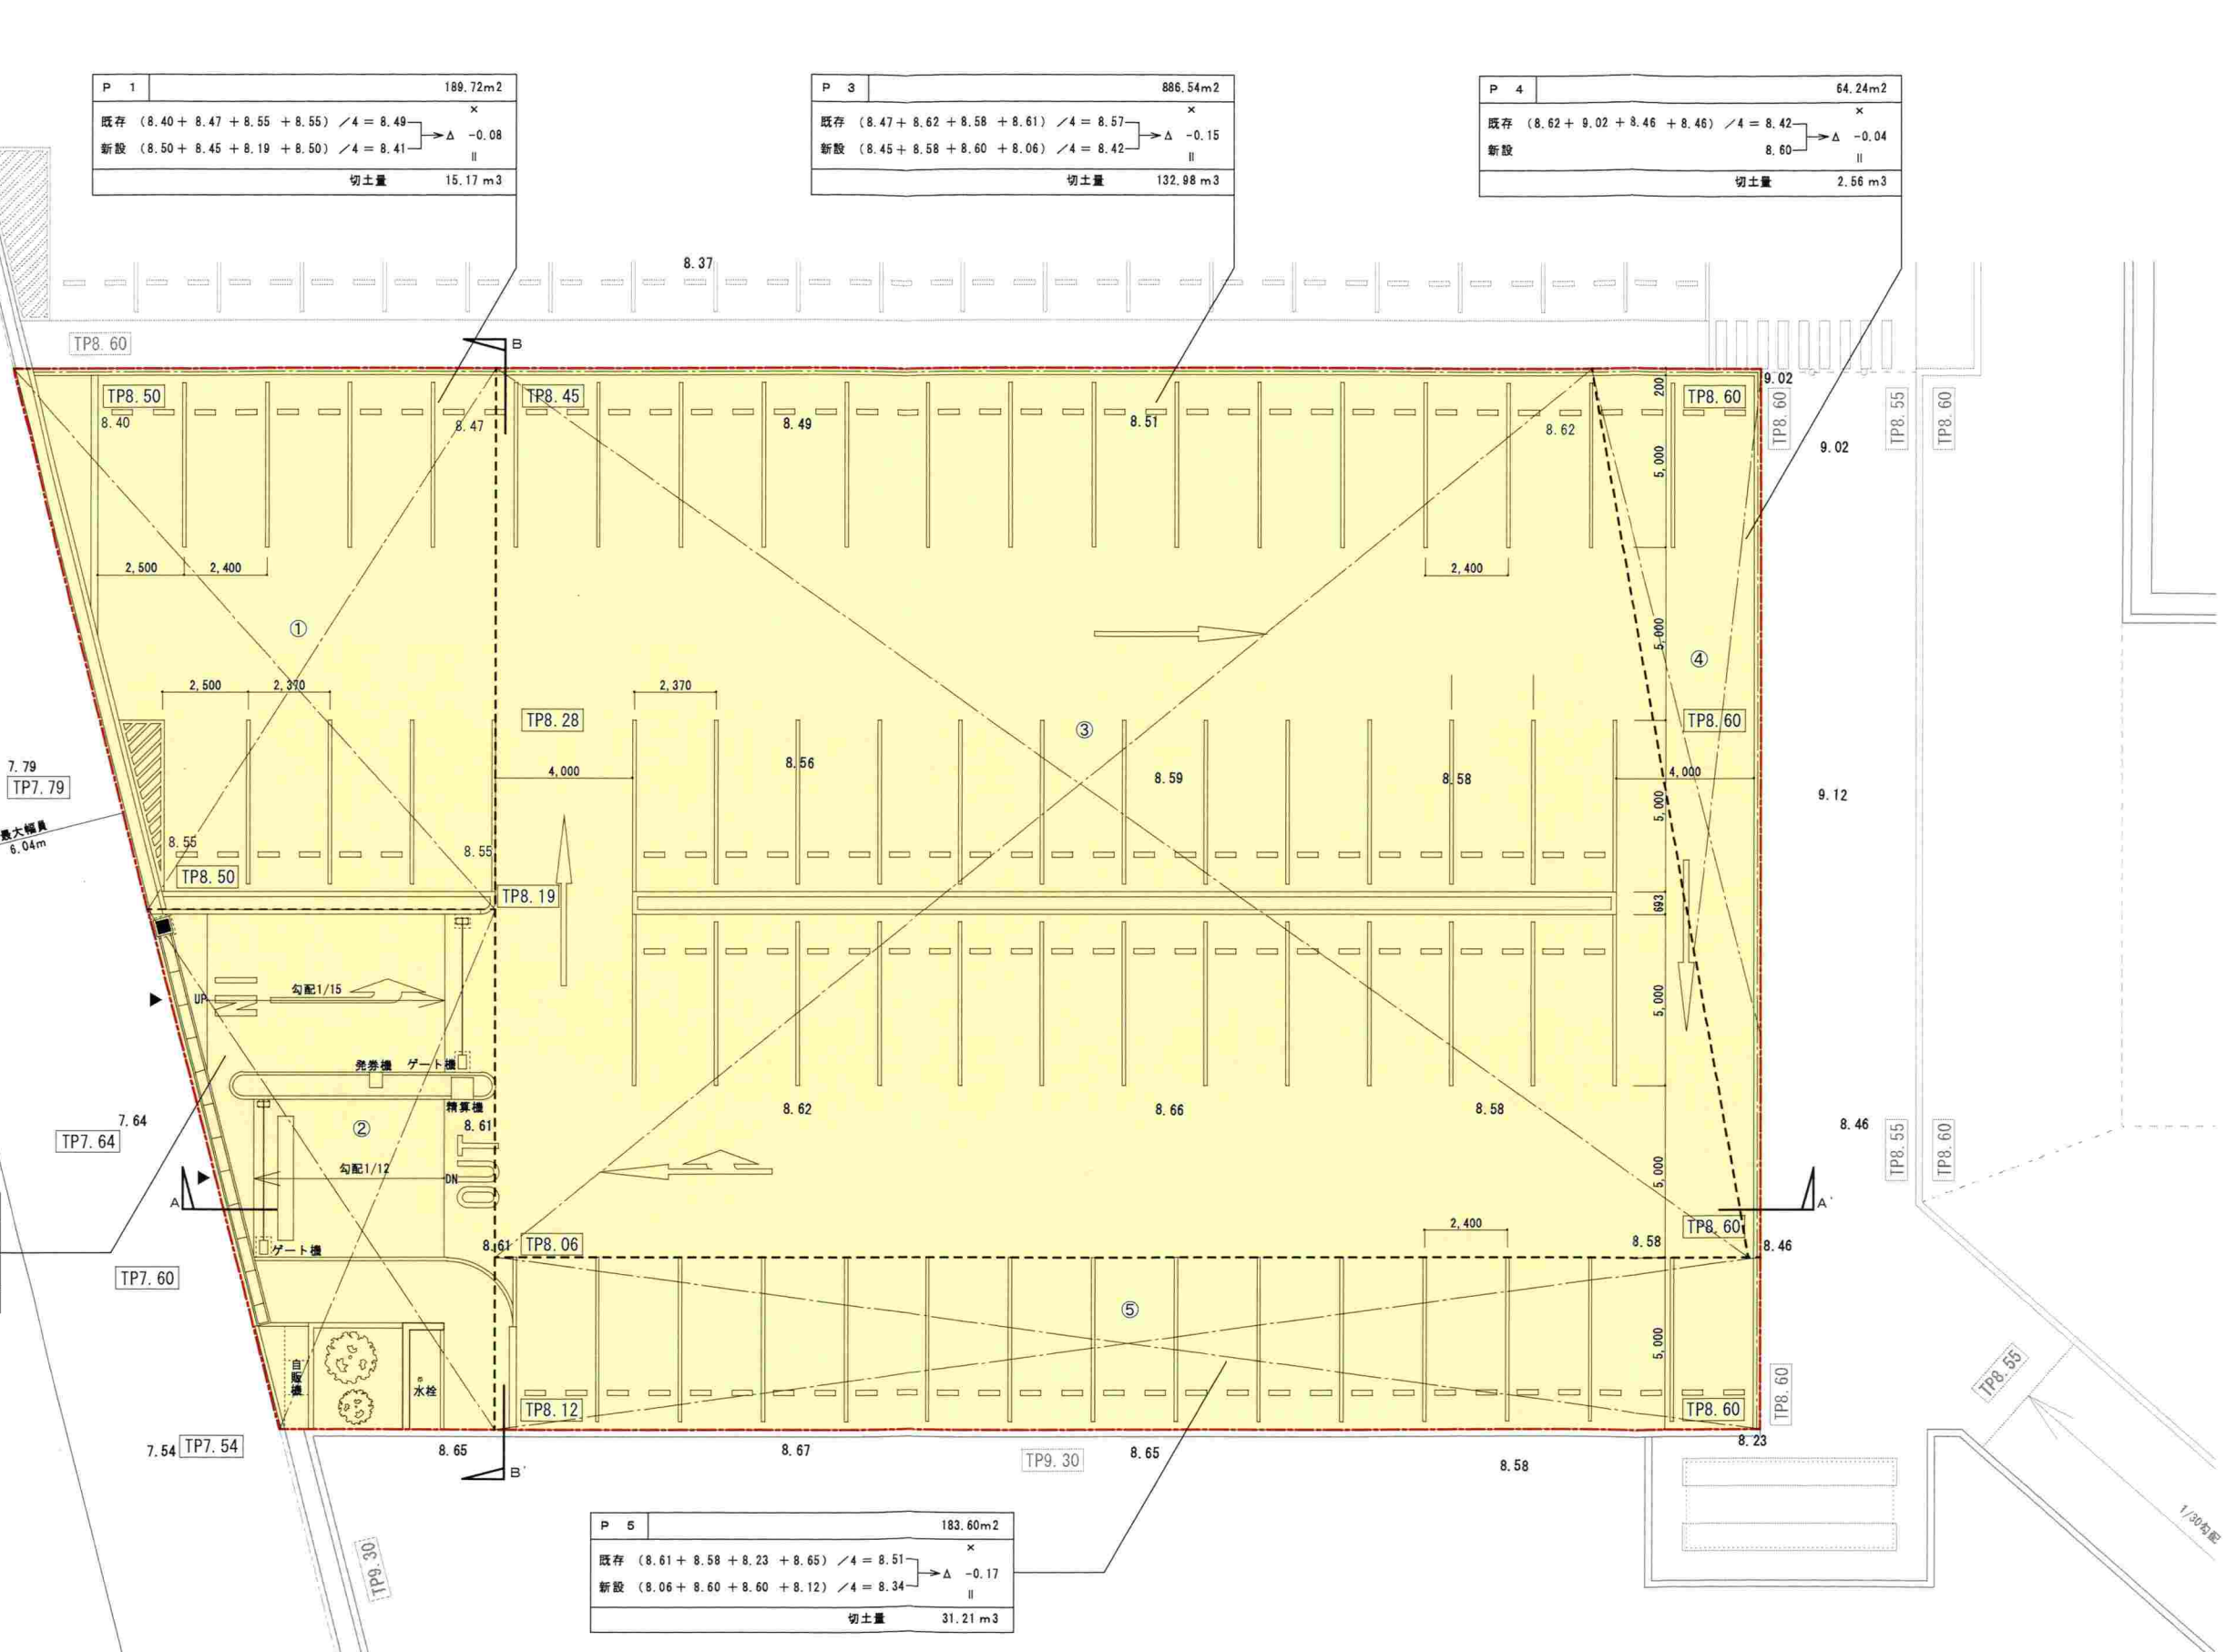 P 1 189.72m2
×
既存 (8.40+ 8.47 +8.55 +8.55) /4 = 8.49
→Δ -0.08
新設 (8.50+ 8.45 +8.19 +8.50) /4 = 8.41
=
切土量 15.17 m3
P 3 886.54m2
×
既存 (8.47+ 8.62 +8.58 +8.61) /4 = 8.57
→Δ -0.15
新設 (8.45+ 8.58 +8.60 +8.06) /4 = 8.42
=
切土量 132.98 m3
P 4 64.24m2
×
既存 (8.62+ 9.02 +8.46 +8.46) /4 = 8.42
→Δ -0.04
新設 8.60
=
切土量 2.56 m3
8.37
TP8.60
B
TP8.50
TP8.45
200
TP8.60
9.02
TP8.60
TP8.55
TP8.60
8.40
8.47
8.49
8.51
8.62
5,000
9.02
2,500
2,400
2,400
①
5,000
④
2,500
2,370
2,370
TP8.28
③
TP8.60
7.79
TP7.79
4,000
8.56
8.59
8.58
4,000
5,000
9.12
最大幅員
6.04m
8.55
8.55
TP8.50
TP8.19
693
UP
IN
勾配1/15
5,000
発券機
ゲート機
精算機
8.62
8.66
8.58
7.64
TP7.64
②
8.61
8.46
TP8.55
TP8.60
勾配1/12
DN
OUT
5,000
A
A'
2,400
TP8.60
ゲート機
8.61
TP8.06
8.58
8.46
TP7.60
⑤
5,000
自販機
水栓
TP8.12
TP8.60
TP8.60
TP8.55
7.54
TP7.54
8.65
B'
8.67
TP9.30
8.65
8.58
8.23
1/30勾配
TP9.30
P 5 183.60m2
×
既存 (8.61+ 8.58 +8.23 +8.65) /4 = 8.51
→Δ -0.17
新設 (8.06+ 8.60 +8.60 +8.12) /4 = 8.34
=
切土量 31.21 m3